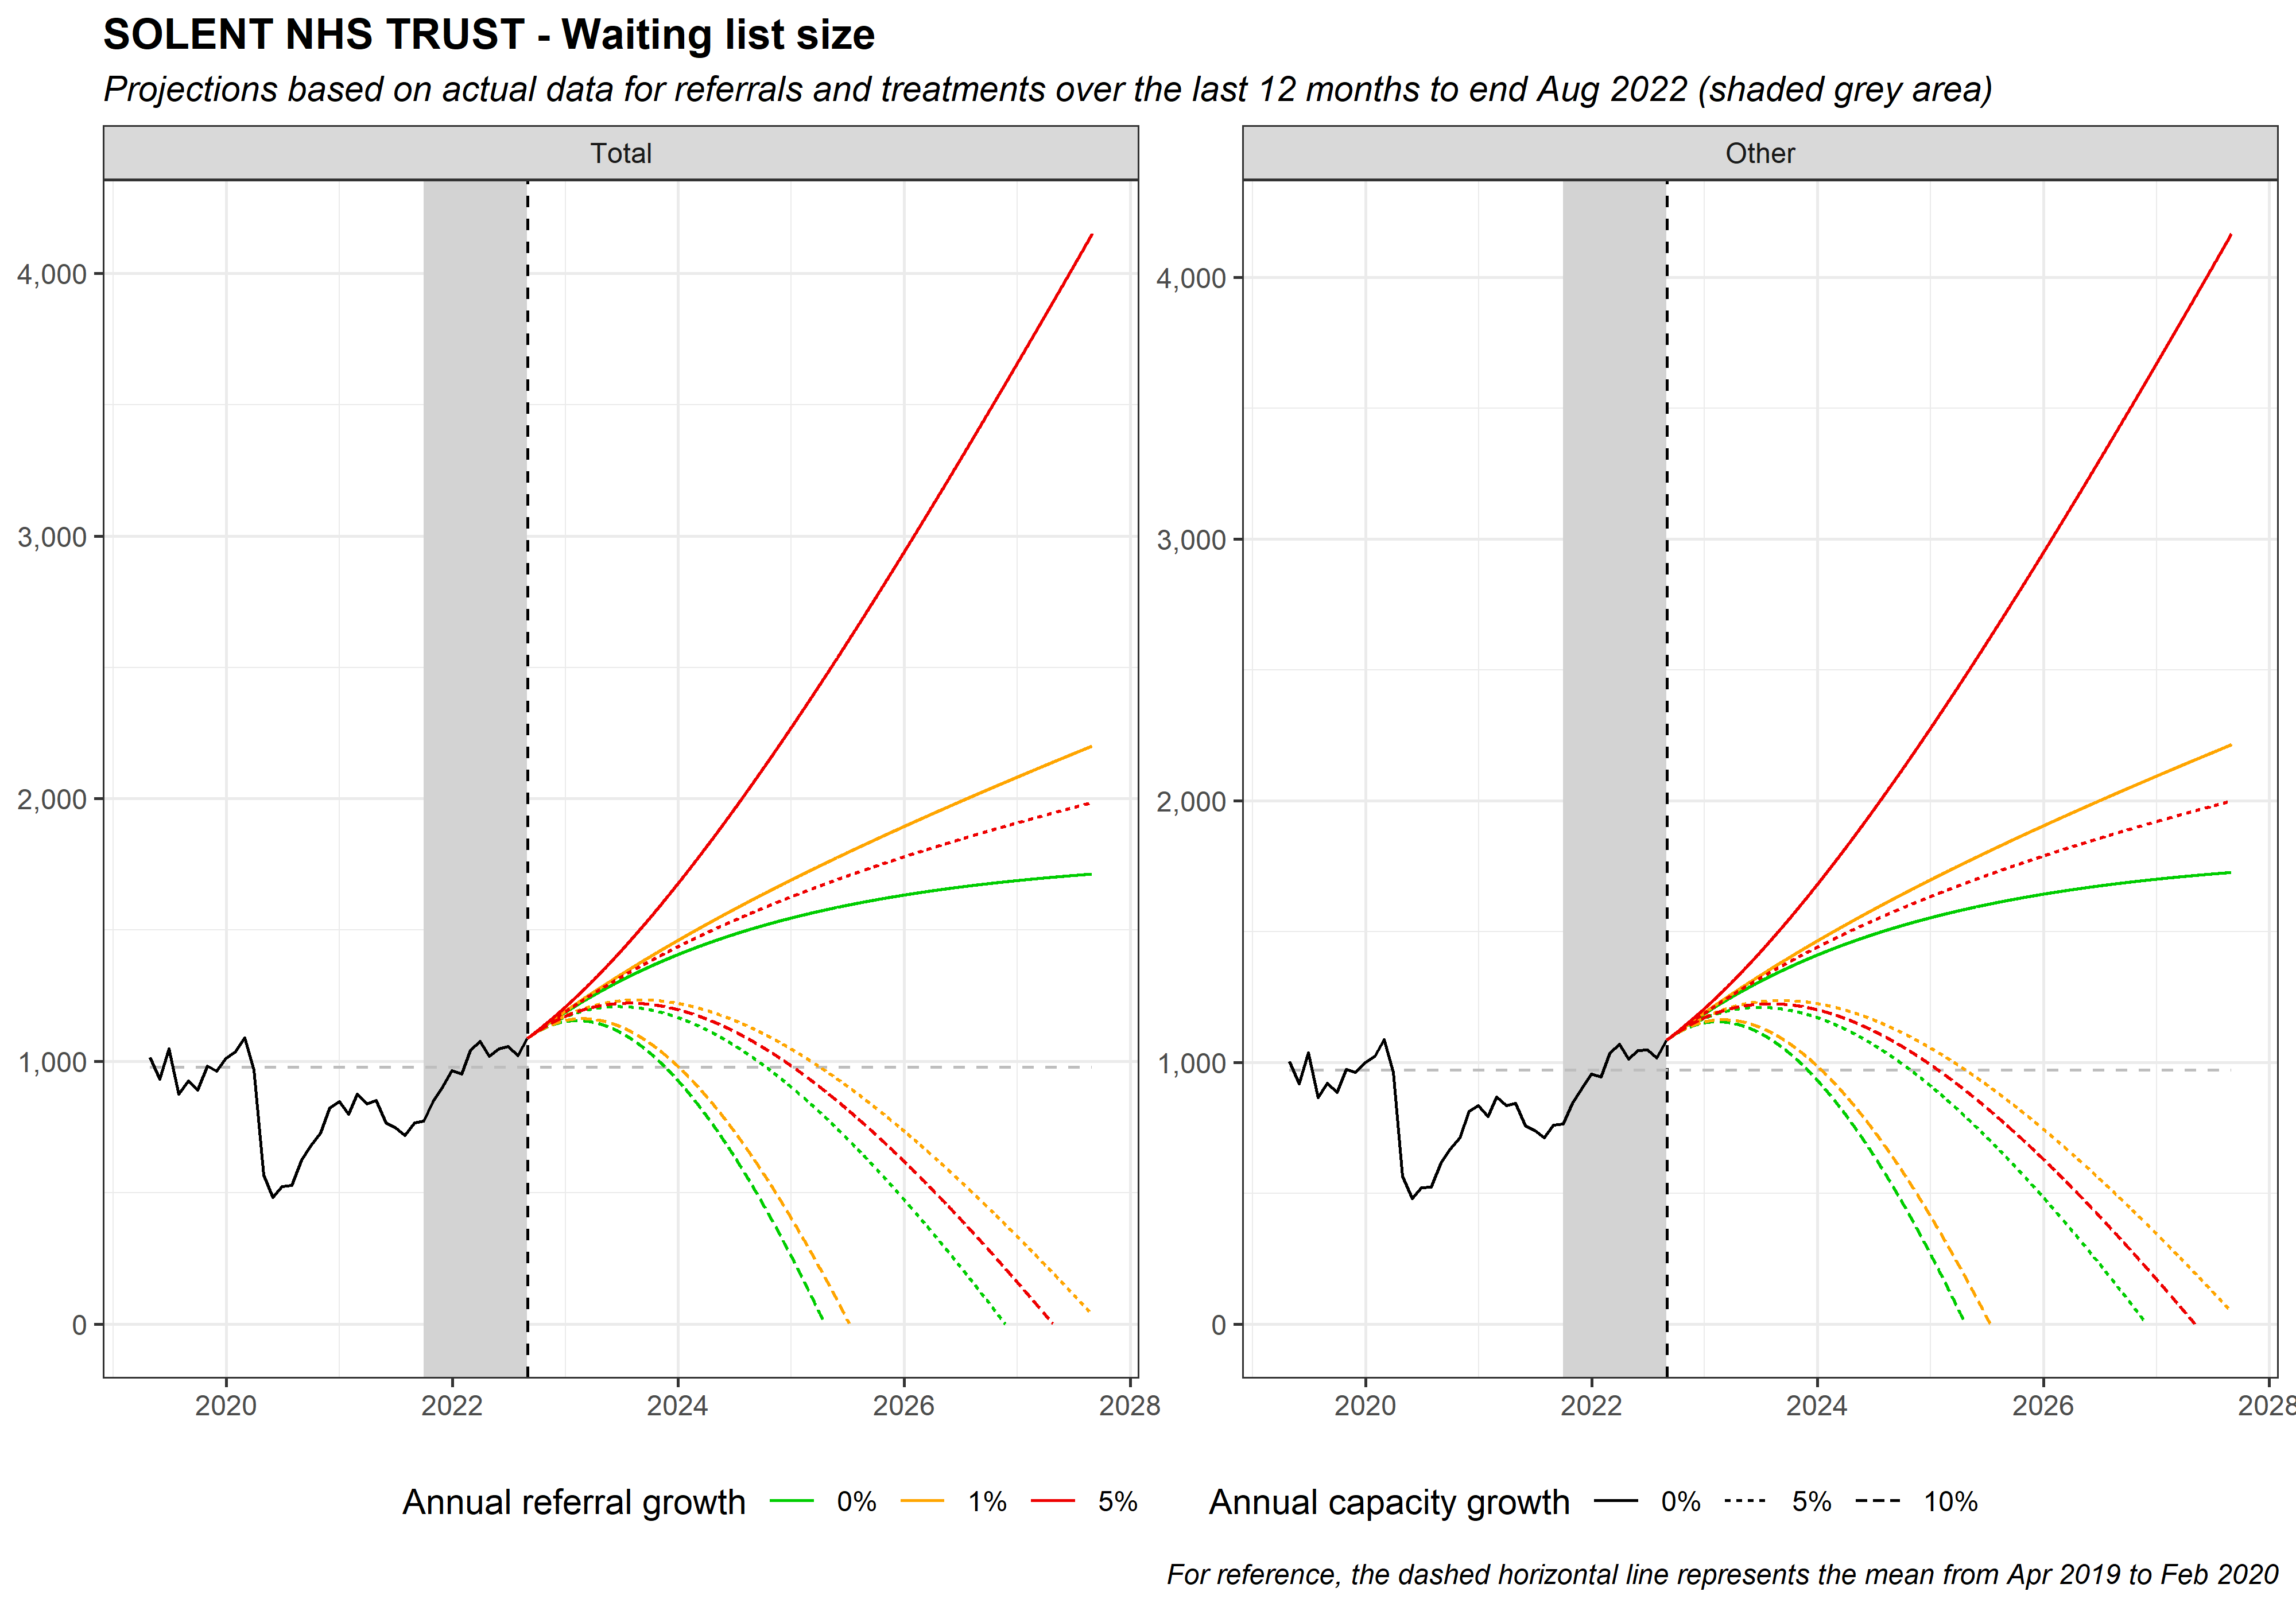 SOLENT NHS TRUST - Waiting list size
Projections based on actual data for referrals and treatments over the last 12 months to end Aug 2022 (shaded grey area)
Total
4,000
3,000
2,000
1,000
0
2020 2022 2024 2026 2028
Other
4,000
3,000
2,000
1,000
0
2020 2022 2024 2026 2028
Annual referral growth 0% 1% 5%
Annual capacity growth 0% 5% 10%
For reference, the dashed horizontal line represents the mean from Apr 2019 to Feb 2020